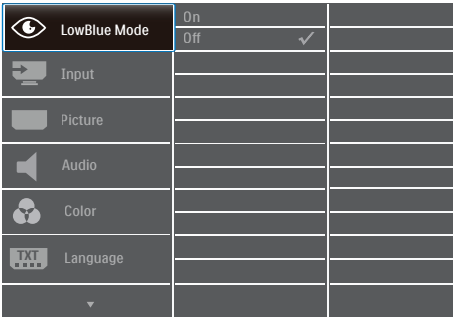 LowBlue Mode
On
Off
Input
Picture
Audio
Color
TXT
Language